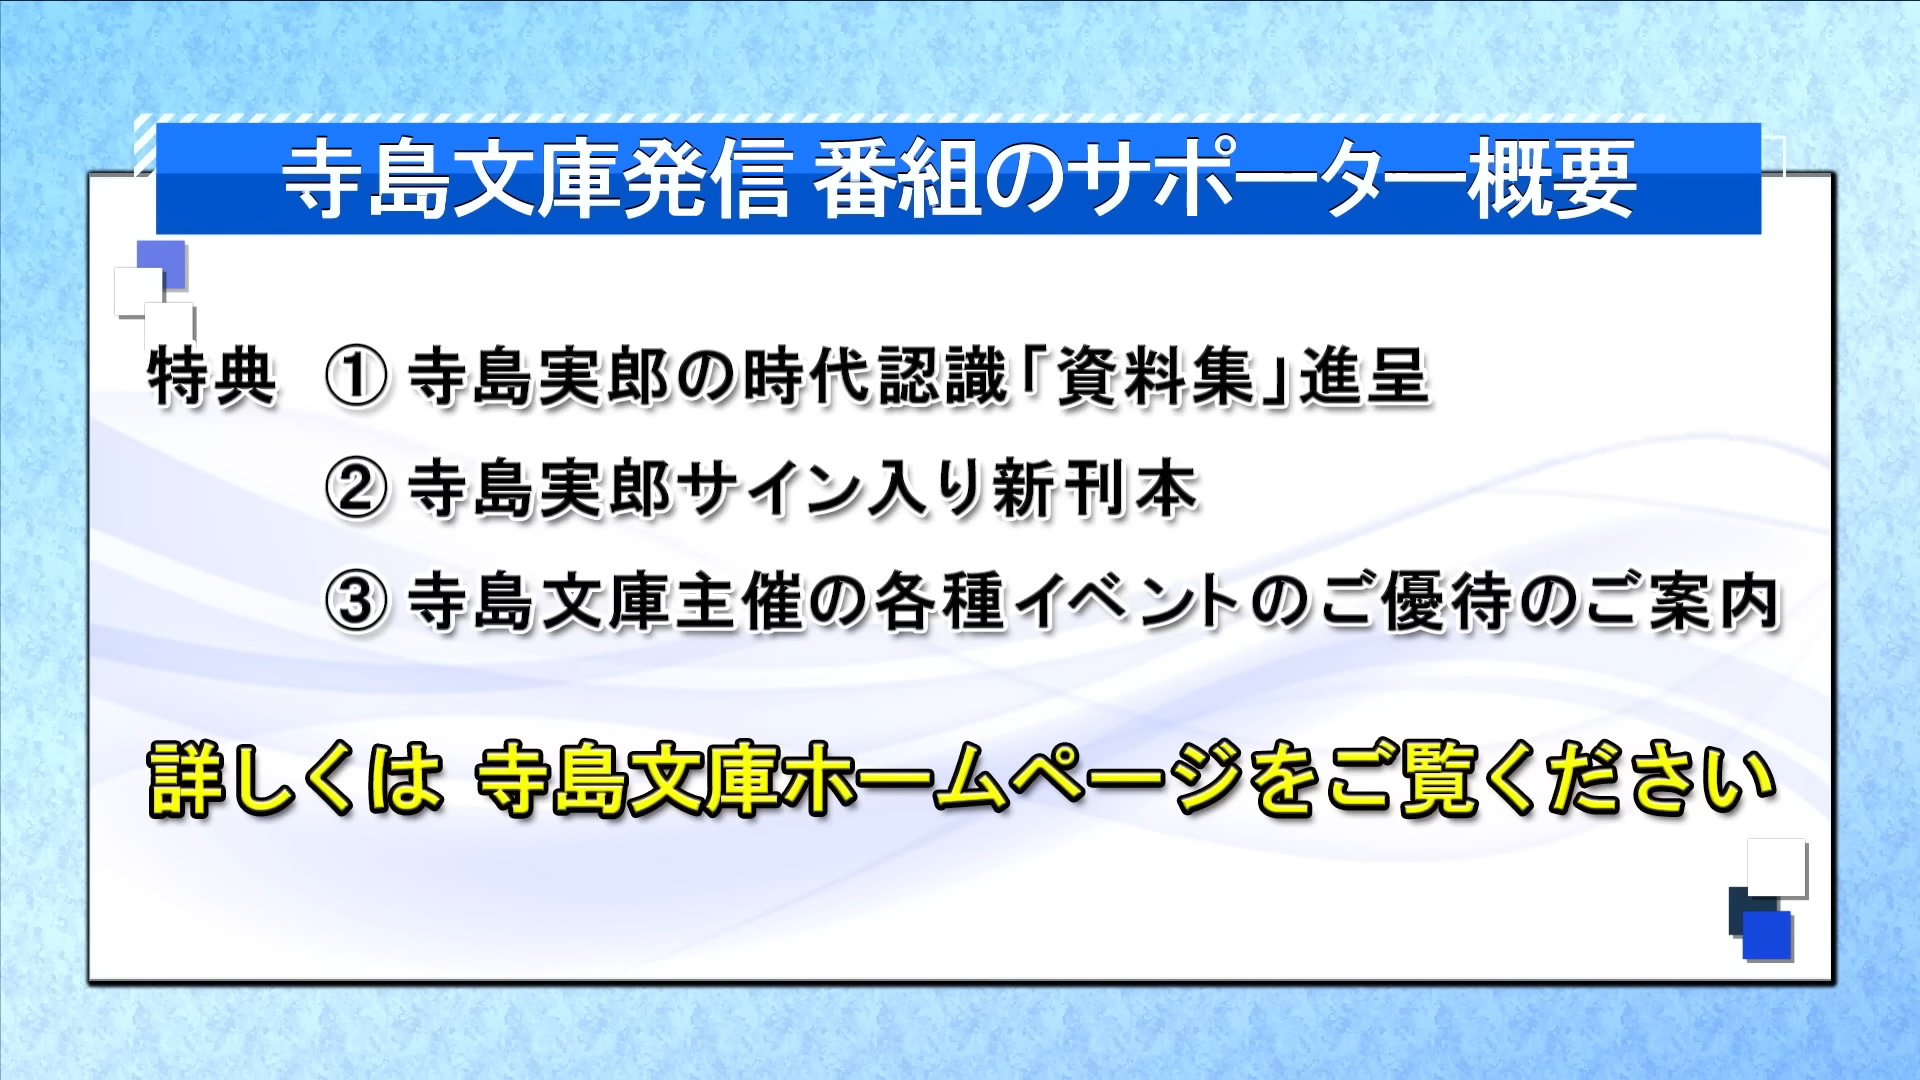 寺島文庫発信 番組のサポーター概要
特典 ① 寺島実郎の時代認識「資料集」進呈
② 寺島実郎サイン入り新刊本
③ 寺島文庫主催の各種イベントのご優待のご案内
詳しくは 寺島文庫ホームページをご覧ください